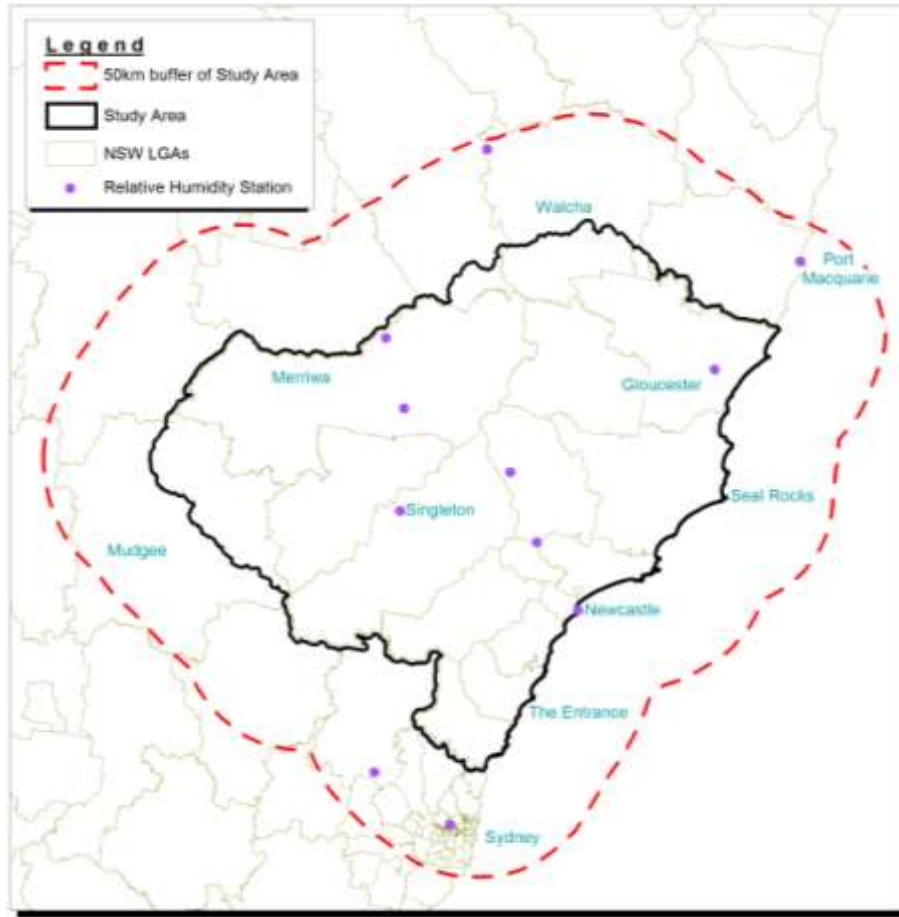 Legend
50km buffer of Study Area
Study Area
NSW LGAs
Relative Humidity Station
Walcha
Port
Macquarie
Merriwa
Gloucester
Singleton
Seal Rocks
Mudgee
Newcastle
The Entrance
Sydney